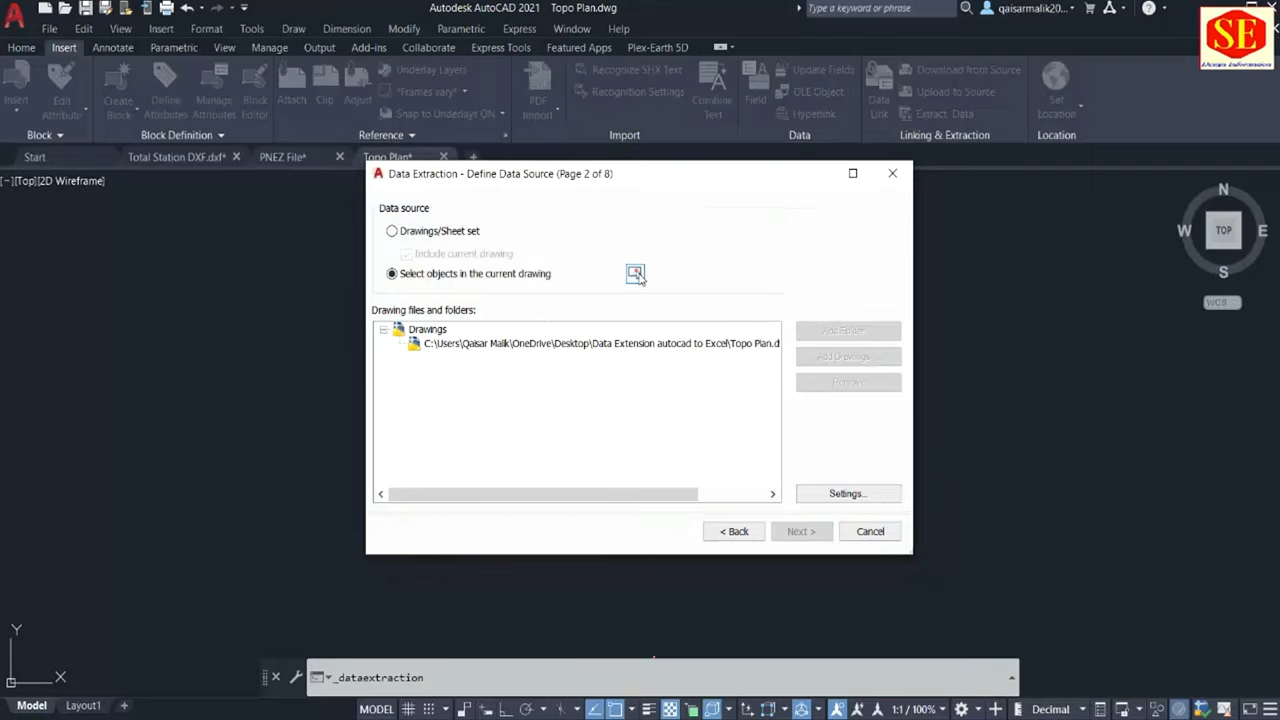 Autodesk AutoCAD 2021 Topo Plan.dwg
Type a keyword or phrase
qaisarmalik20...
File Edit View Insert Format Tools Draw Dimension Modify Parametric Express Window Help
Home Insert Annotate Parametric View Manage Output Add-ins Collaborate Express Tools Featured Apps Plex-Earth 5D
SE
Insert
Edit Attribute
Create Block
Define Attributes
Manage Attributes
Block Editor
Attach
Clip
Adjust
Underlay Layers
*Frames vary*
Snap to Underlays ON
PDF Import
Recognize SHX Text
Recognition Settings
Combine Text
Field
Update Fields
OLE Object
Hyperlink
Data Link
Download from Source
Upload to Source
Extract Data
Set Location
Block Block Definition Reference Import Data Linking & Extraction Location
Start Total Station DXF.dxf* PNEZ File* Topo Plan*
[−][Top][2D Wireframe]
Data Extraction - Define Data Source (Page 2 of 8)
Data source
Drawings/Sheet set
Include current drawing
Select objects in the current drawing
Drawing files and folders:
Drawings
C:\Users\Qaisar Malik\OneDrive\Desktop\Data Extension autocad to Excel\Topo Plan.d
Add Folder...
Add Drawings...
Remove
Settings...
< Back Next > Cancel
N
W TOP E
S
WCS
Y
X
_dataextraction
Model Layout1 +
MODEL 1:1 / 100% Decimal